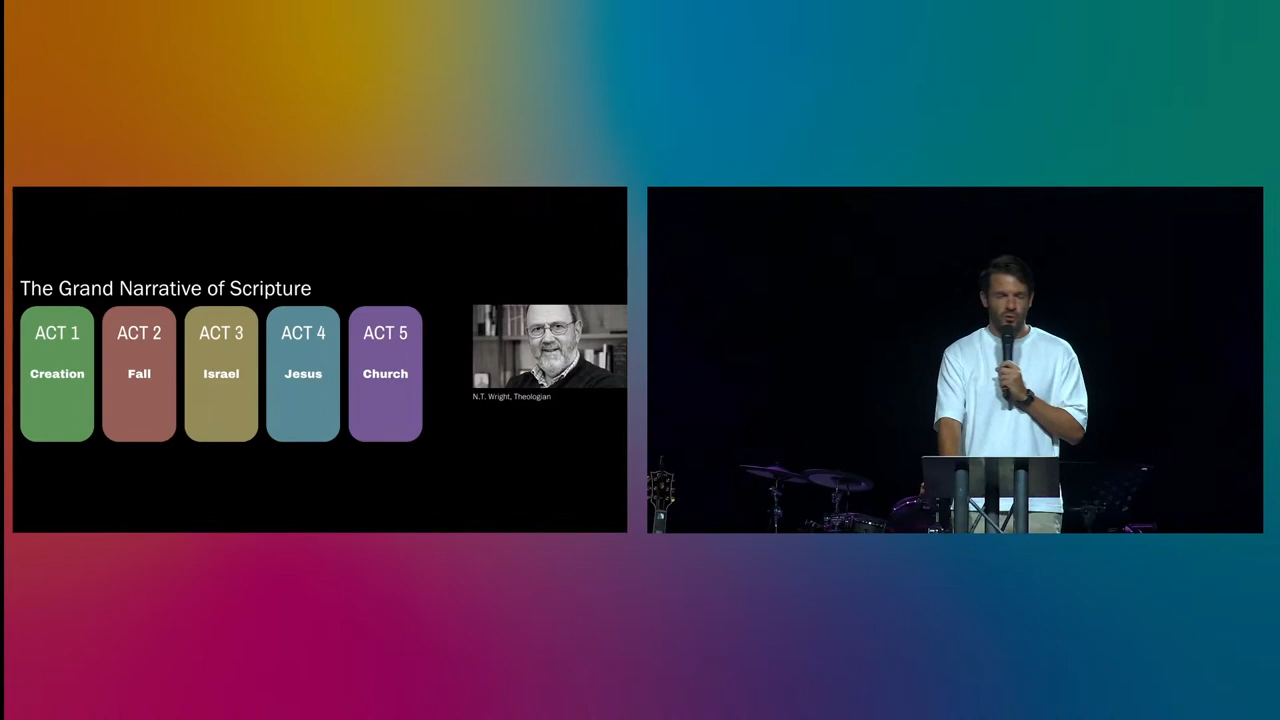 The Grand Narrative of Scripture
ACT 1
Creation
ACT 2
Fall
ACT 3
Israel
ACT 4
Jesus
ACT 5
Church
N.T. Wright, Theologian